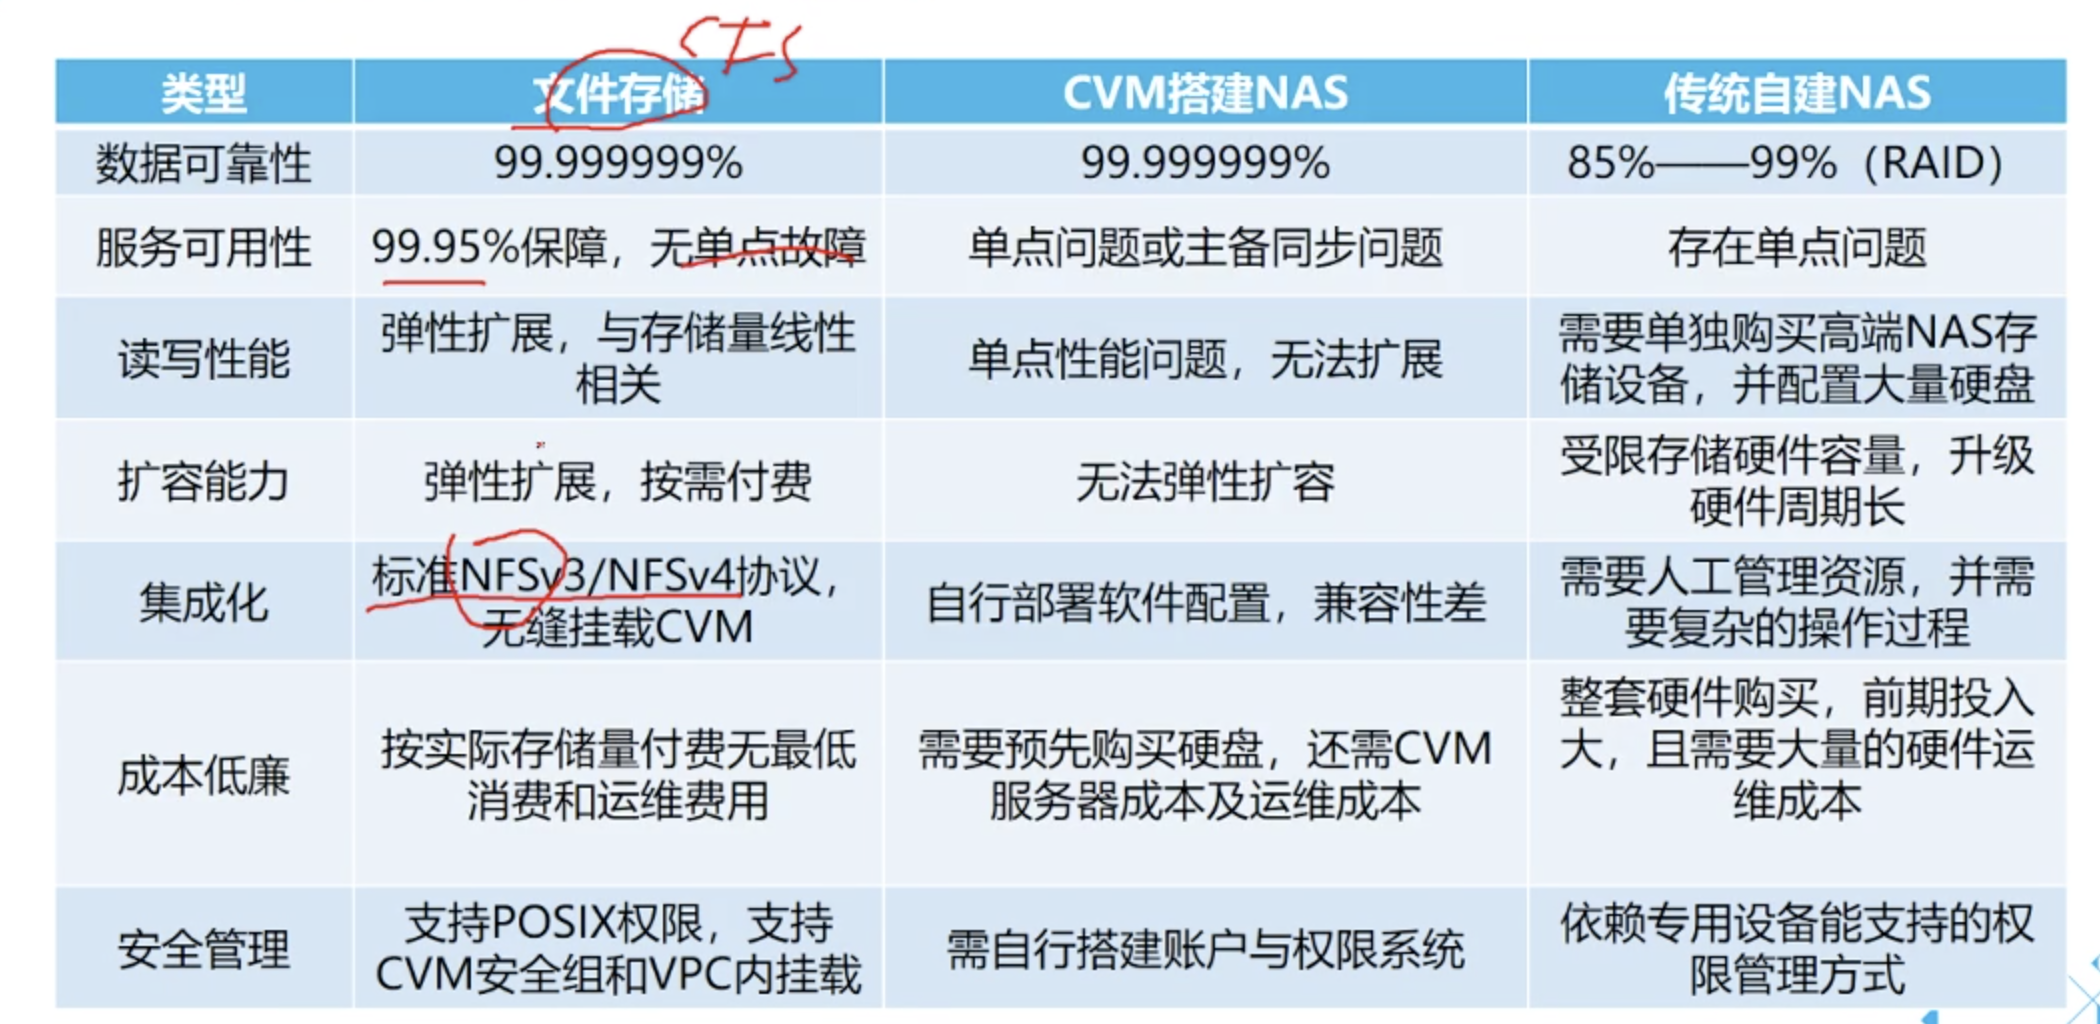 CFS
类型 文件存储 CVM搭建NAS 传统自建NAS
数据可靠性 99.999999% 99.999999% 85%——99%（RAID）
服务可用性 99.95%保障，无单点故障 单点问题或主备同步问题 存在单点问题
读写性能
弹性扩展，与存储量线性
相关
单点性能问题，无法扩展
需要单独购买高端NAS存
储设备，并配置大量硬盘
扩容能力 弹性扩展，按需付费 无法弹性扩容
受限存储硬件容量，升级
硬件周期长
集成化
标准NFSv3/NFSv4协议，
无缝挂载CVM
自行部署软件配置，兼容性差
需要人工管理资源，并需
要复杂的操作过程
成本低廉
按实际存储量付费无最低
消费和运维费用
需要预先购买硬盘，还需CVM
服务器成本及运维成本
整套硬件购买，前期投入
大，且需要大量的硬件运
维成本
安全管理
支持POSIX权限，支持
CVM安全组和VPC内挂载
需自行搭建账户与权限系统
依赖专用设备能支持的权
限管理方式